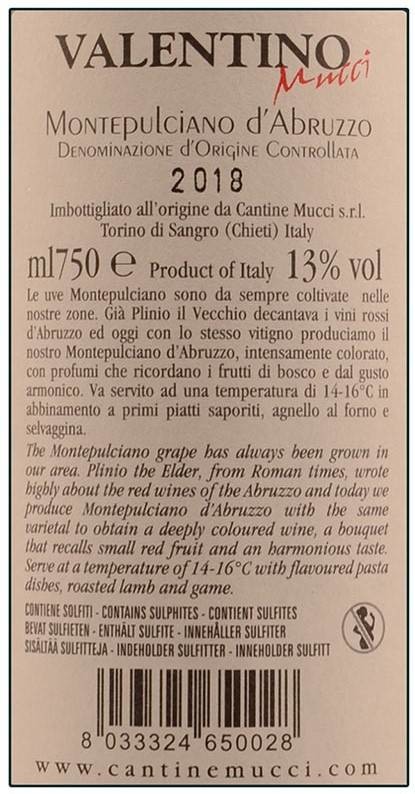 VALENTINO
Mucci
Montepulciano d'Abruzzo
Denominazione d'Origine Controllata
2018
Imbottigliato all'origine da Cantine Mucci s.r.l.
Torino di Sangro (Chieti) Italy
ml750 e Product of Italy 13% vol
Le uve Montepulciano sono da sempre coltivate nelle
nostre zone. Già Plinio il Vecchio decantava i vini rossi
d'Abruzzo ed oggi con lo stesso vitigno produciamo il
nostro Montepulciano d'Abruzzo, intensamente colorato,
con profumi che ricordano i frutti di bosco e dal gusto
armonico. Va servito ad una temperatura di 14-16°C in
abbinamento a primi piatti saporiti, agnello al forno e
selvaggina.
The Montepulciano grape has always been grown in
our area. Plinio the Elder, from Roman times, wrote
highly about the red wines of the Abruzzo and today we
produce Montepulciano d'Abruzzo with the same
varietal to obtain a deeply coloured wine, a bouquet
that recalls small red fruit and an harmonious taste.
Serve at a temperature of 14-16°C with flavoured pasta
dishes, roasted lamb and game.
CONTIENE SOLFITI - CONTAINS SULPHITES - CONTIENT SULFITES
BEVAT SULFIETEN - ENTHÄLT SULFITE - INNEHÅLLER SULFITER
SISÄLTÄÄ SULFITTEJA - INDEHOLDER SULFITTER - INNEHOLDER SULFITT
8 033324 650028
www.cantinemucci.com